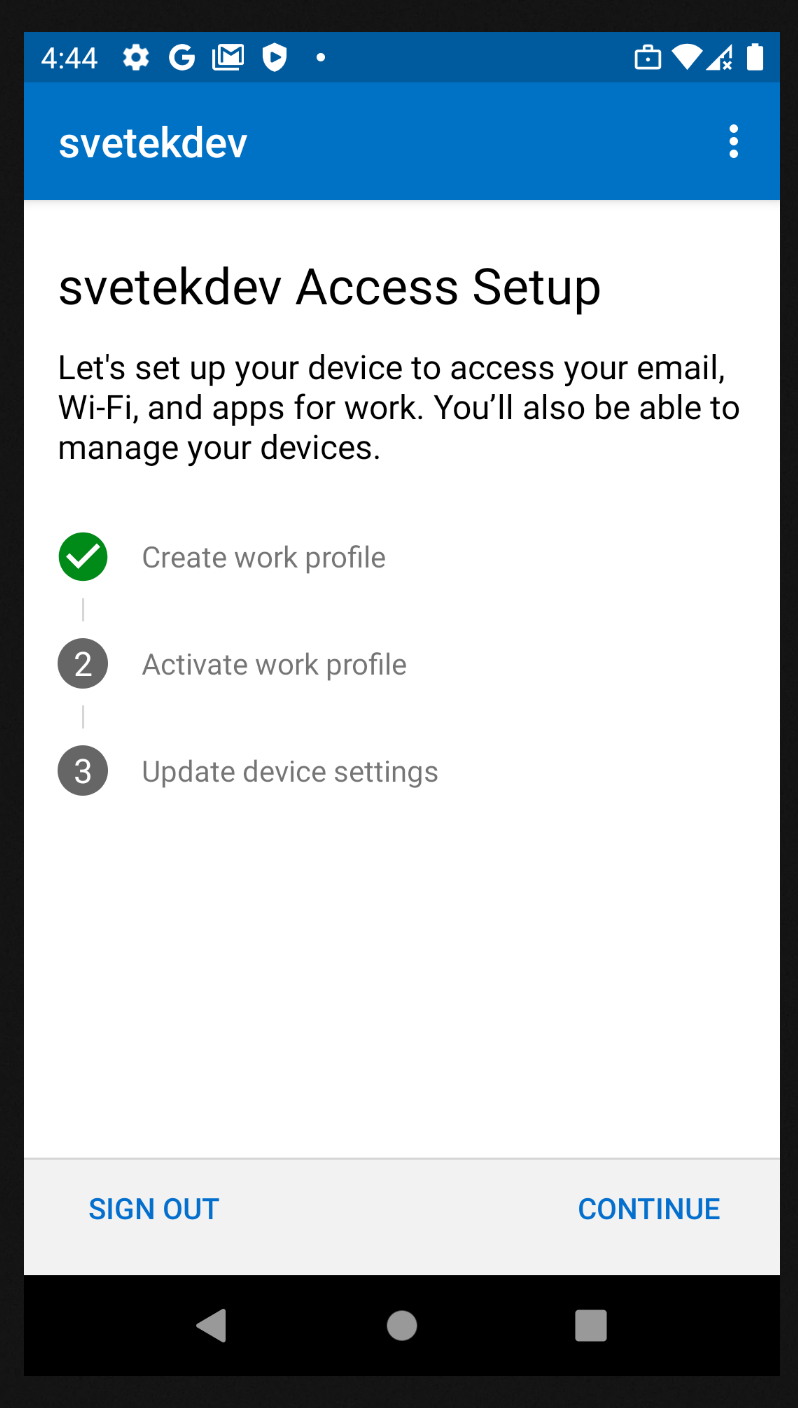 4:44
svetekdev
svetekdev Access Setup
Let's set up your device to access your email,
Wi-Fi, and apps for work. You’ll also be able to
manage your devices.
Create work profile
2 Activate work profile
3 Update device settings
SIGN OUT CONTINUE